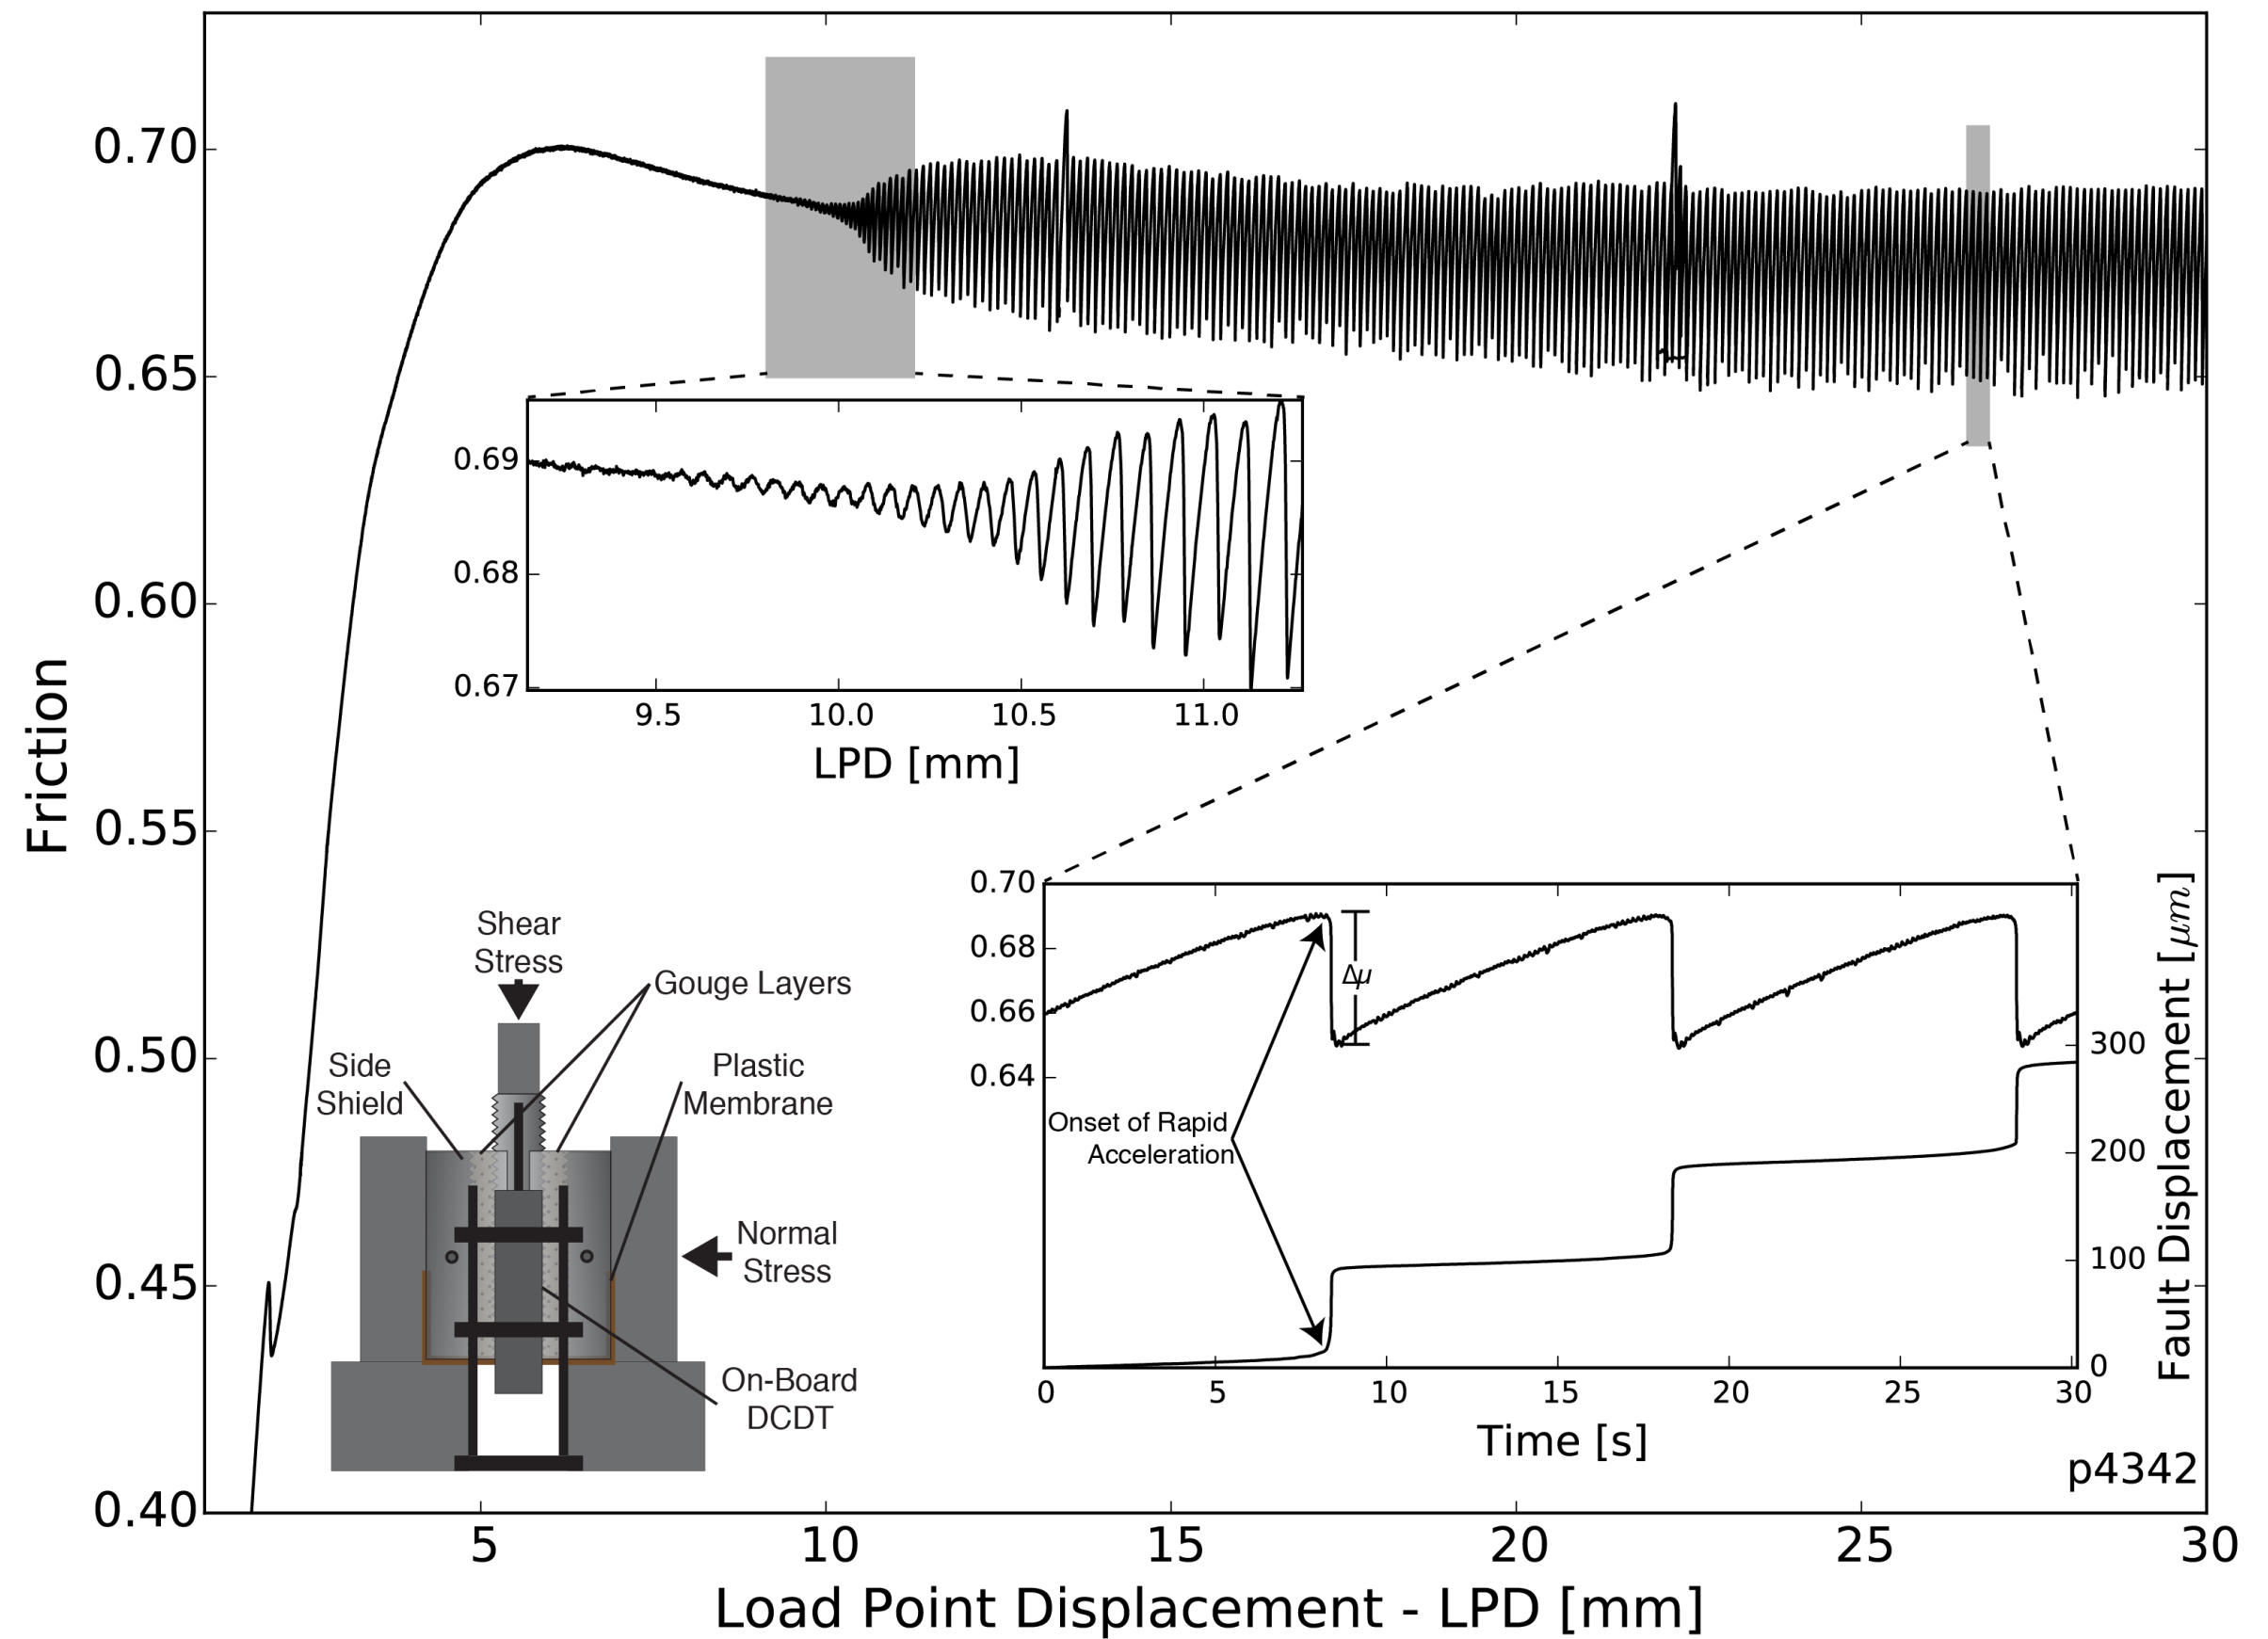 0.70
0.65
0.60
0.55
0.50
0.45
0.40
Friction
5
10
15
20
25
30
Load Point Displacement - LPD [mm]
0.69
0.68
0.67
9.5
10.0
10.5
11.0
LPD [mm]
Shear
Stress
Gouge Layers
Side
Shield
Plastic
Membrane
Normal
Stress
On-Board
DCDT
0.70
0.68
0.66
0.64
Δμ
Onset of Rapid
Acceleration
300
200
100
0
Fault Displacement [μm]
0
5
10
15
20
25
30
Time [s]
p4342